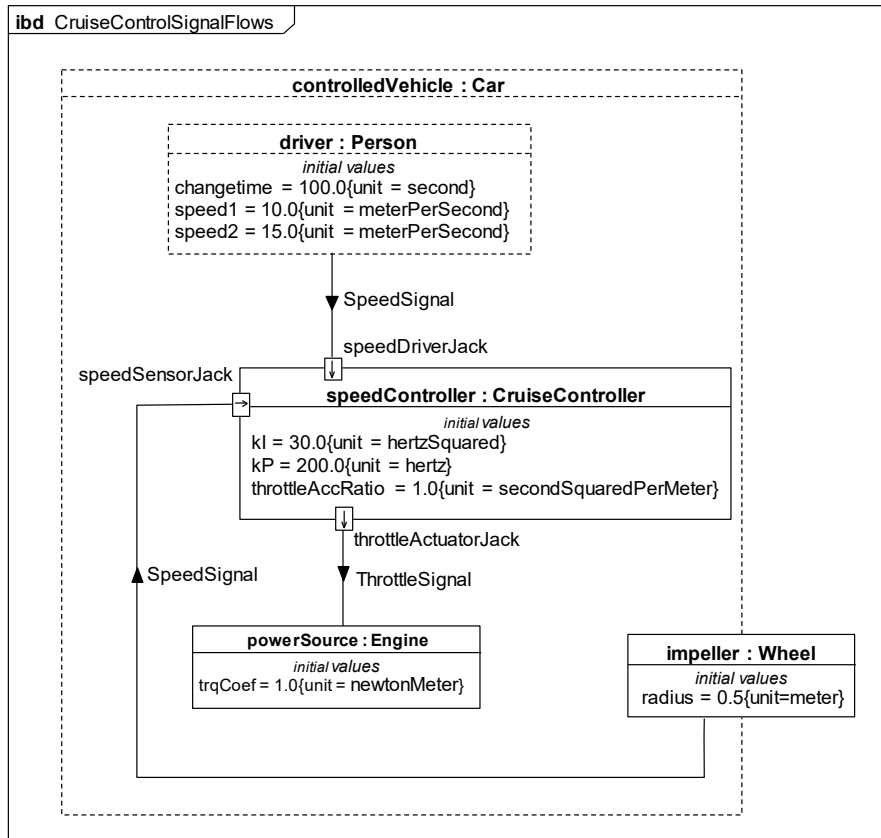 ibd CruiseControlSignalFlows
controlledVehicle : Car
driver : Person
initial values
changetime = 100.0{unit = second}
speed1 = 10.0{unit = meterPerSecond}
speed2 = 15.0{unit = meterPerSecond}
SpeedSignal
speedDriverJack
speedSensorJack
speedController : CruiseController
initial values
kI = 30.0{unit = hertzSquared}
kP = 200.0{unit = hertz}
throttleAccRatio = 1.0{unit = secondSquaredPerMeter}
throttleActuatorJack
SpeedSignal
ThrottleSignal
powerSource : Engine
initial values
trqCoef = 1.0{unit = newtonMeter}
impeller : Wheel
initial values
radius = 0.5{unit=meter}